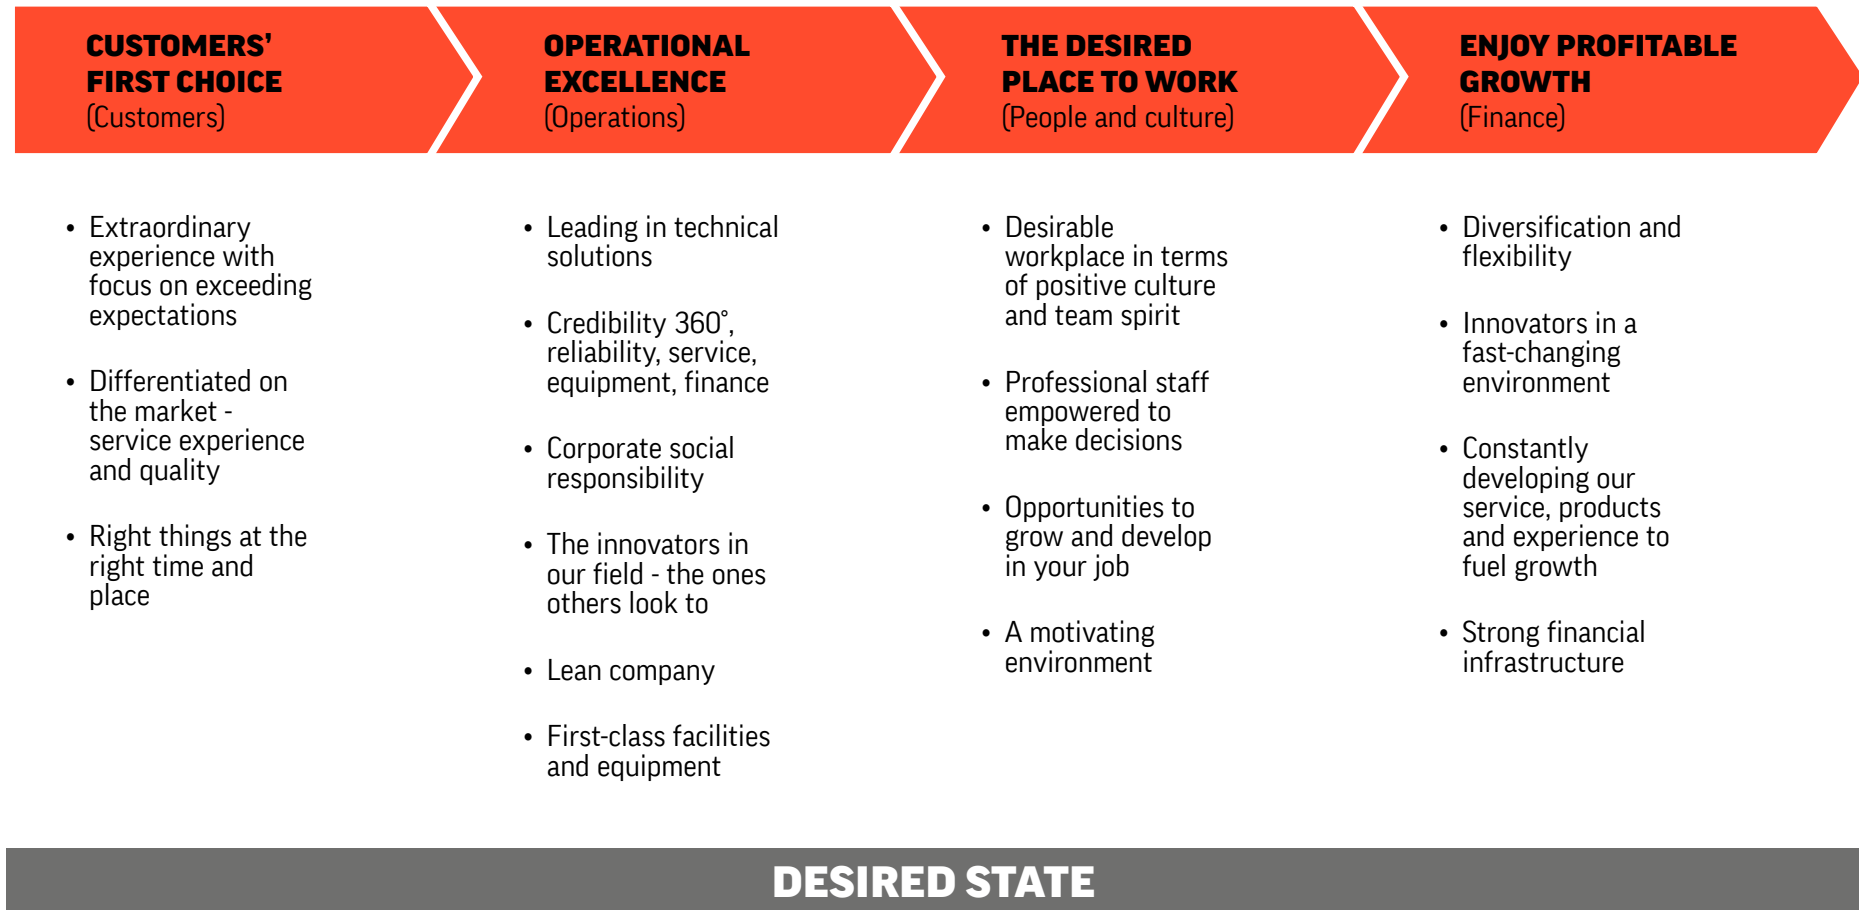 CUSTOMERS'
FIRST CHOICE
(Customers)
OPERATIONAL
EXCELLENCE
(Operations)
THE DESIRED
PLACE TO WORK
(People and culture)
ENJOY PROFITABLE
GROWTH
(Finance)
• Extraordinary
experience with
focus on exceeding
expectations
• Differentiated on
the market -
service experience
and quality
• Right things at the
right time and
place
• Leading in technical
solutions
• Credibility 360°,
reliability, service,
equipment, finance
• Corporate social
responsibility
• The innovators in
our field - the ones
others look to
• Lean company
• First-class facilities
and equipment
• Desirable
workplace in terms
of positive culture
and team spirit
• Professional staff
empowered to
make decisions
• Opportunities to
grow and develop
in your job
• A motivating
environment
• Diversification and
flexibility
• Innovators in a
fast-changing
environment
• Constantly
developing our
service, products
and experience to
fuel growth
• Strong financial
infrastructure
DESIRED STATE